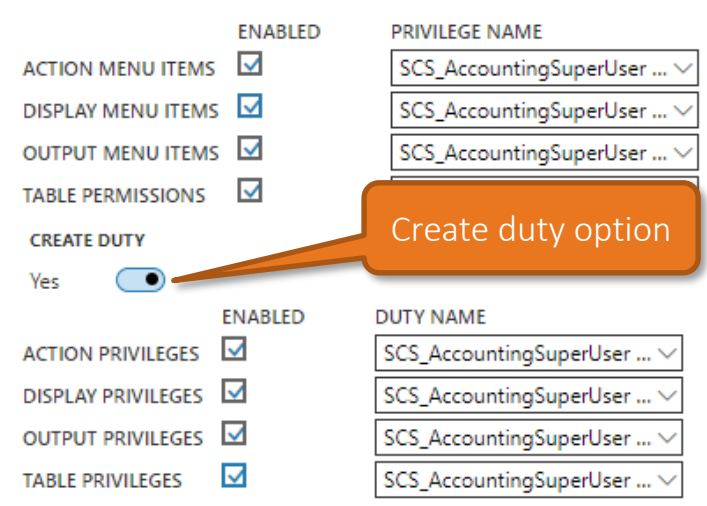 ENABLED PRIVILEGE NAME
ACTION MENU ITEMS SCS_AccountingSuperUser ...
DISPLAY MENU ITEMS SCS_AccountingSuperUser ...
OUTPUT MENU ITEMS SCS_AccountingSuperUser ...
TABLE PERMISSIONS
Create duty option
CREATE DUTY
Yes
ENABLED DUTY NAME
ACTION PRIVILEGES SCS_AccountingSuperUser ...
DISPLAY PRIVILEGES SCS_AccountingSuperUser ...
OUTPUT PRIVILEGES SCS_AccountingSuperUser ...
TABLE PRIVILEGES SCS_AccountingSuperUser ...